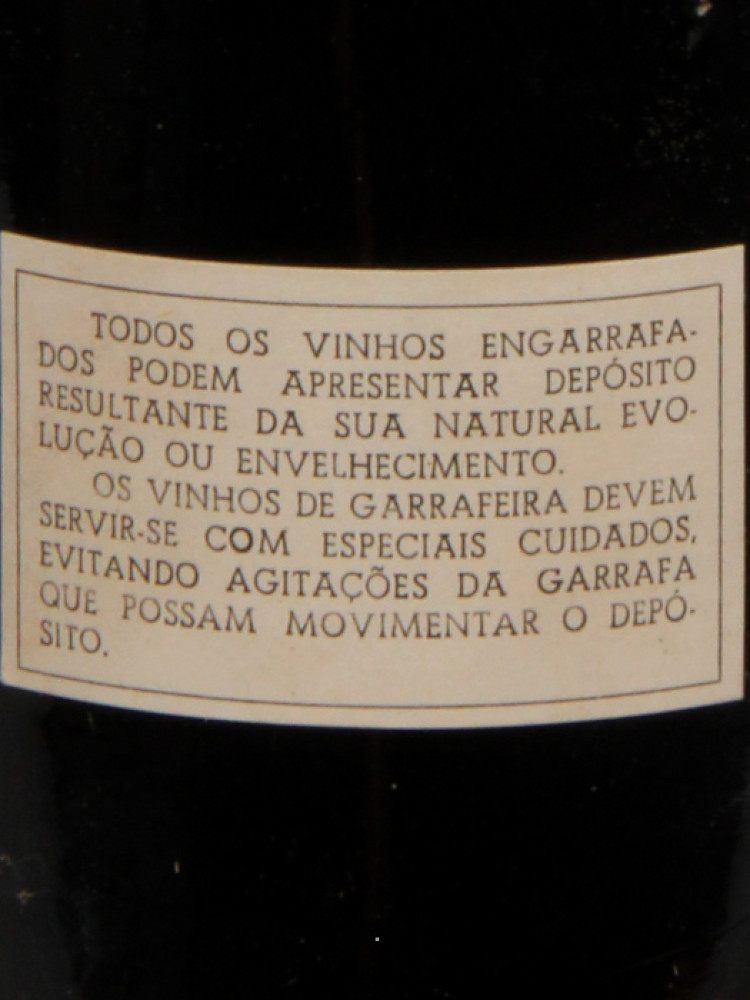 TODOS OS VINHOS ENGARRAFA-
DOS PODEM APRESENTAR DEPÓSITO
RESULTANTE DA SUA NATURAL EVO-
LUÇÃO OU ENVELHECIMENTO.
OS VINHOS DE GARRAFEIRA DEVEM
SERVIR-SE COM ESPECIAIS CUIDADOS,
EVITANDO AGITAÇÕES DA GARRAFA
QUE POSSAM MOVIMENTAR O DEPÓ-
SITO.